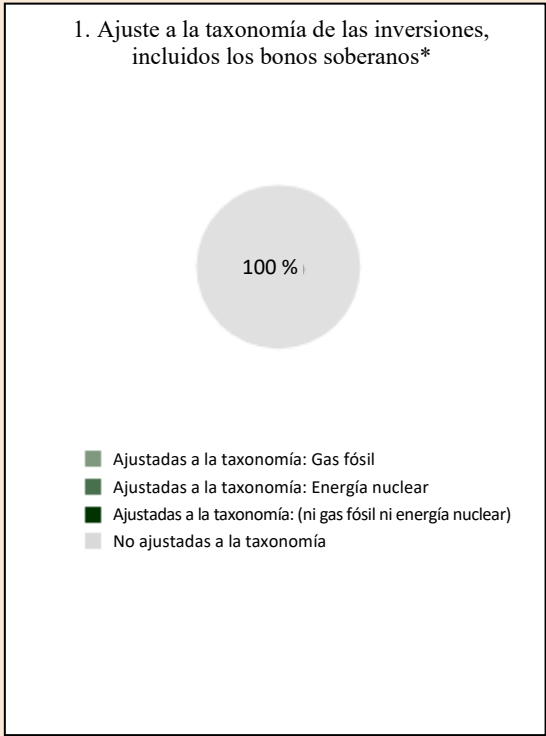 1. Ajuste a la taxonomía de las inversiones,
incluidos los bonos soberanos*
100 %
Ajustadas a la taxonomía: Gas fósil
Ajustadas a la taxonomía: Energía nuclear
Ajustadas a la taxonomía: (ni gas fósil ni energía nuclear)
No ajustadas a la taxonomía